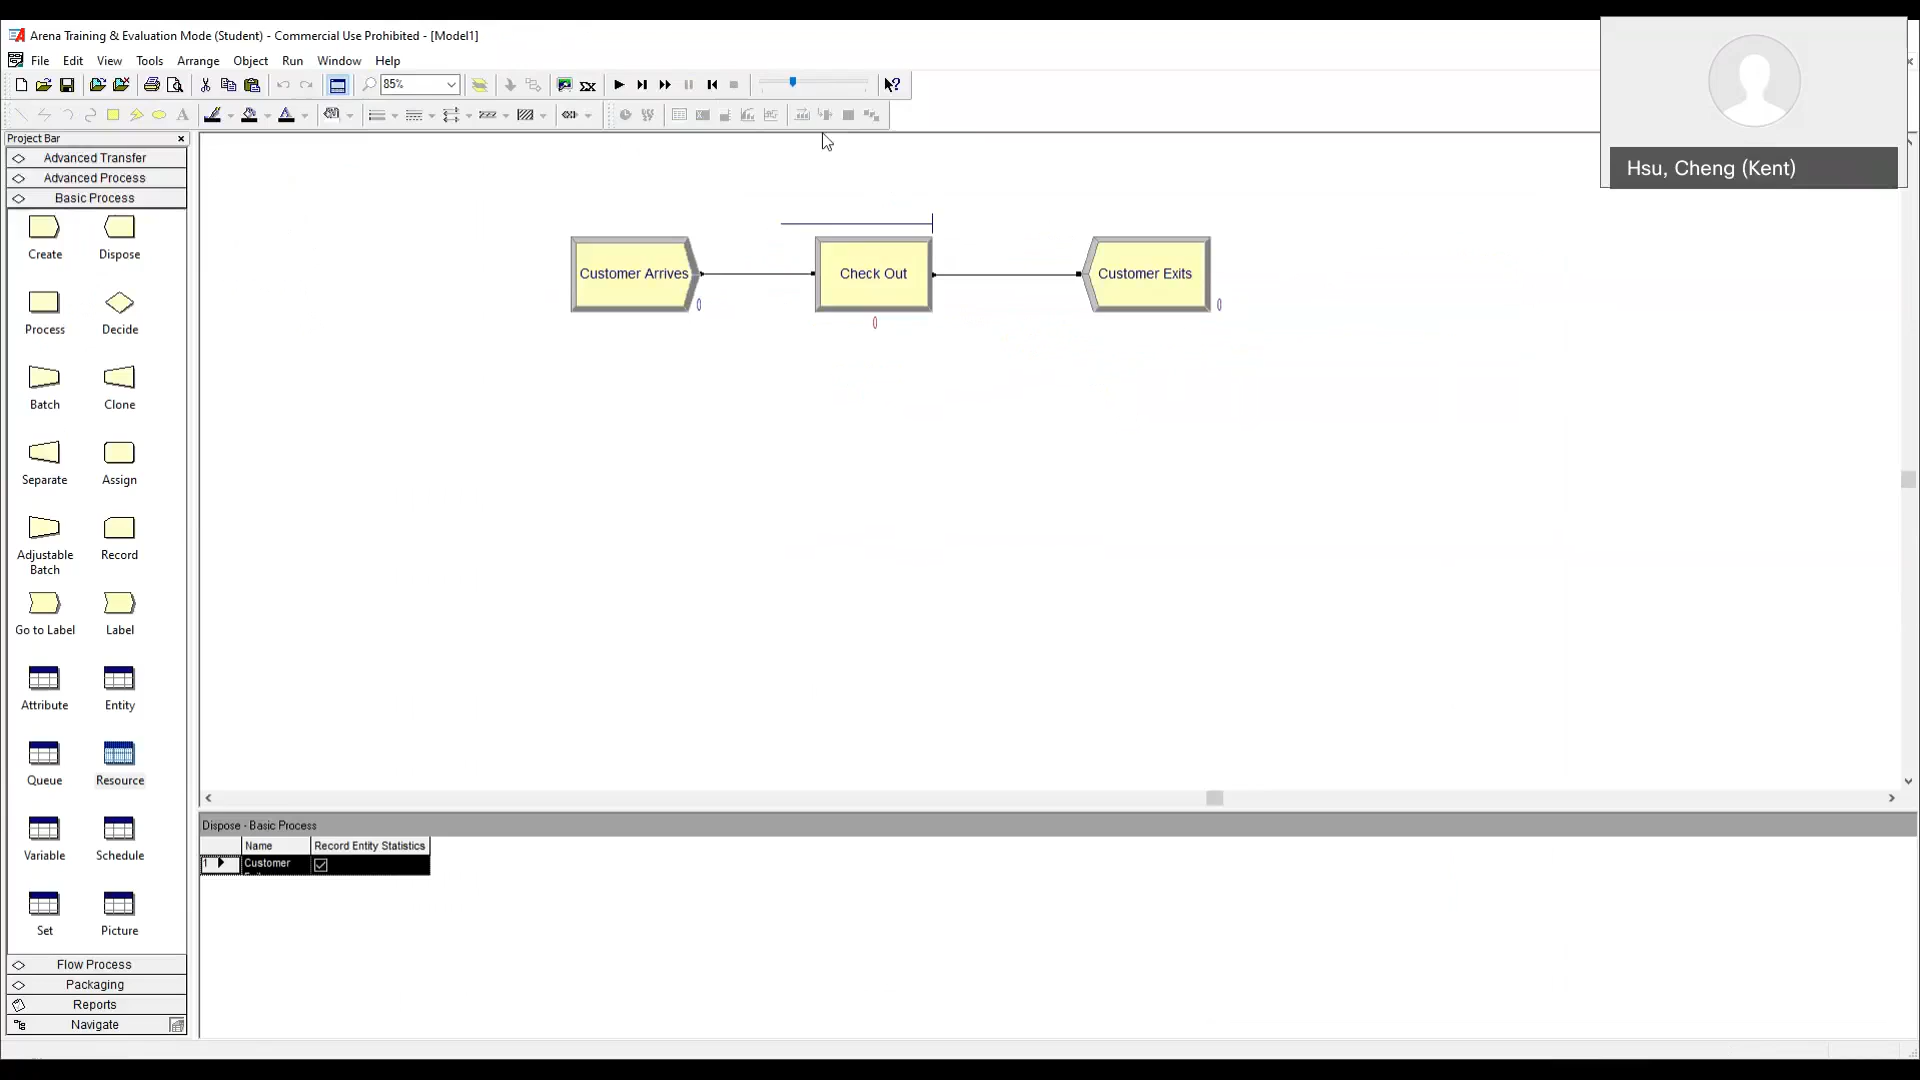 Arena Training & Evaluation Mode (Student) - Commercial Use Prohibited - [Model1]
File Edit View Tools Arrange Object Run Window Help
85%
Project Bar
Advanced Transfer
Advanced Process
Basic Process
Create Dispose
Process Decide
Batch Clone
Separate Assign
Adjustable Batch Record
Go to Label Label
Attribute Entity
Queue Resource
Variable Schedule
Set Picture
Flow Process
Packaging
Reports
Navigate
Customer Arrives
0
Check Out
0
Customer Exits
0
Hsu, Cheng (Kent)
Dispose - Basic Process
Name Record Entity Statistics
1 Customer